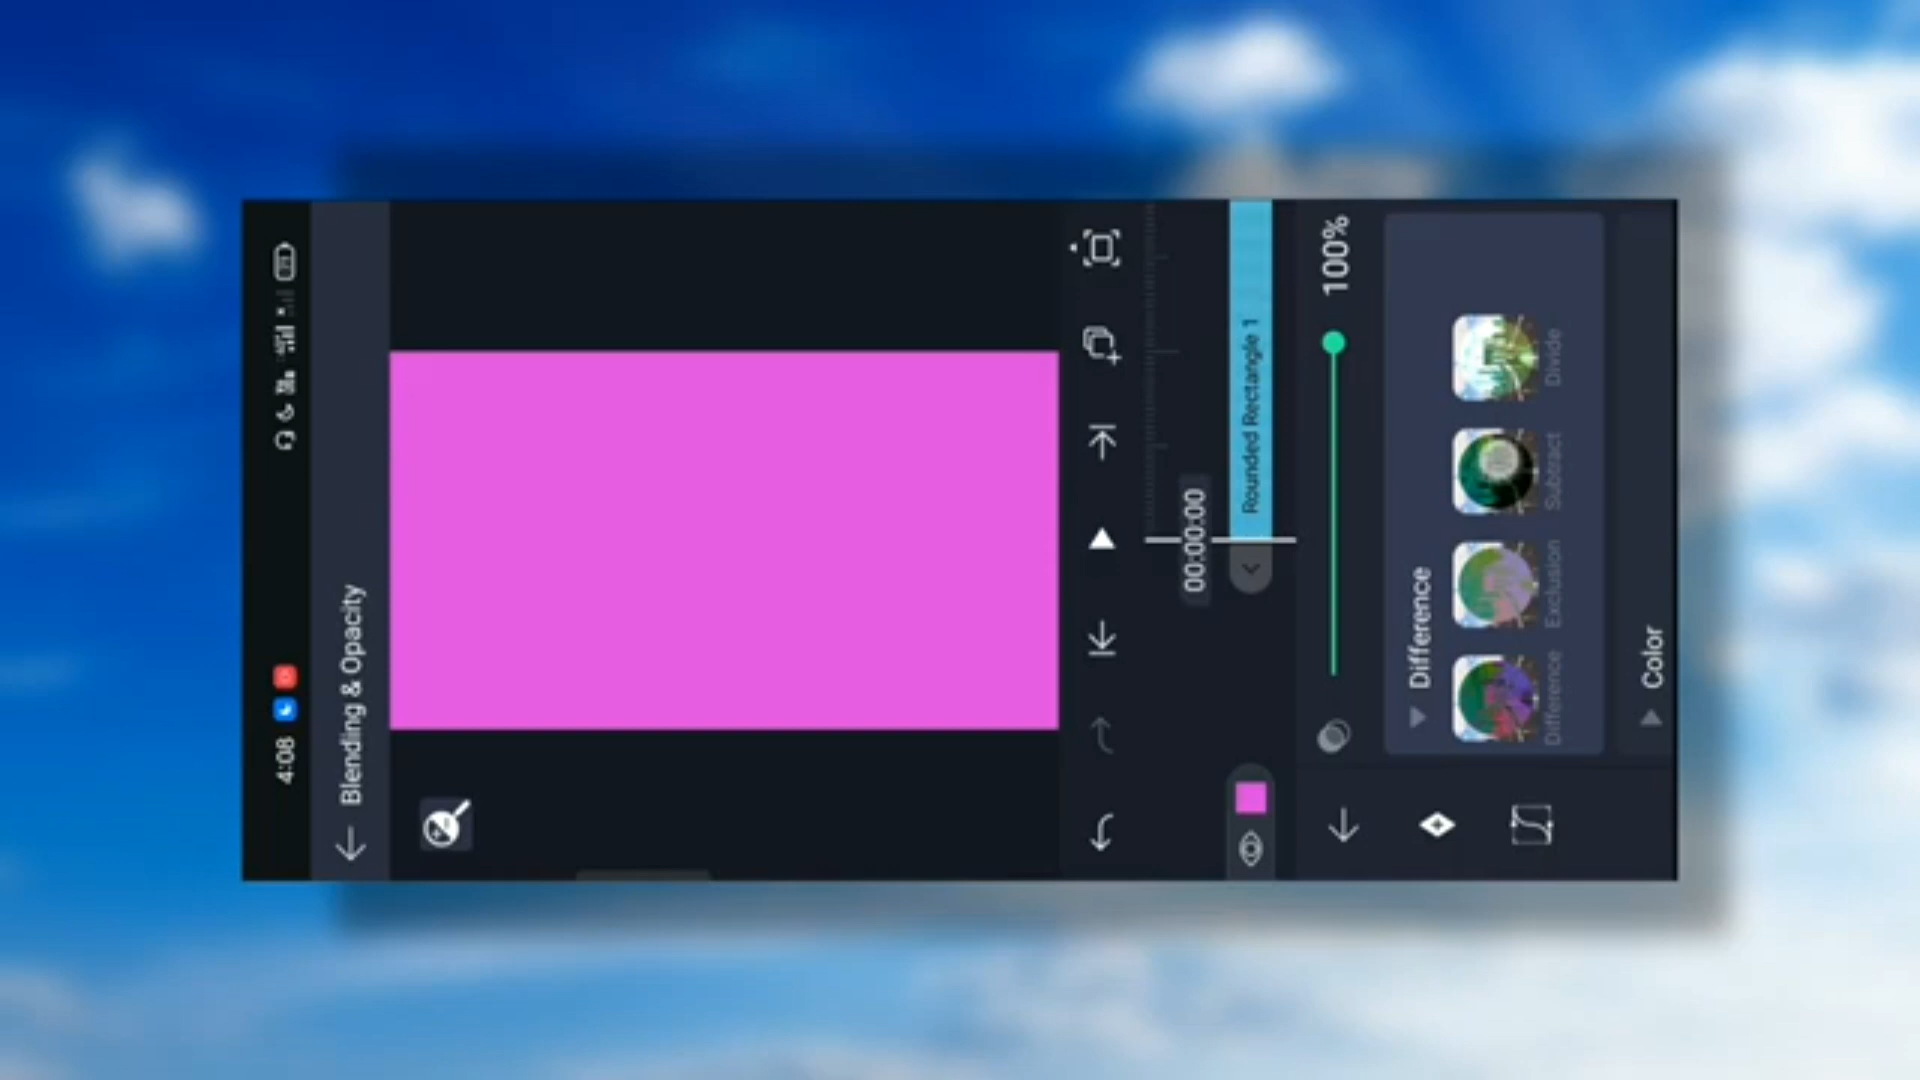 4:08
Blending & Opacity
00:00:00
Rounded Rectangle 1
100%
Difference
Difference
Exclusion
Subtract
Divide
Color